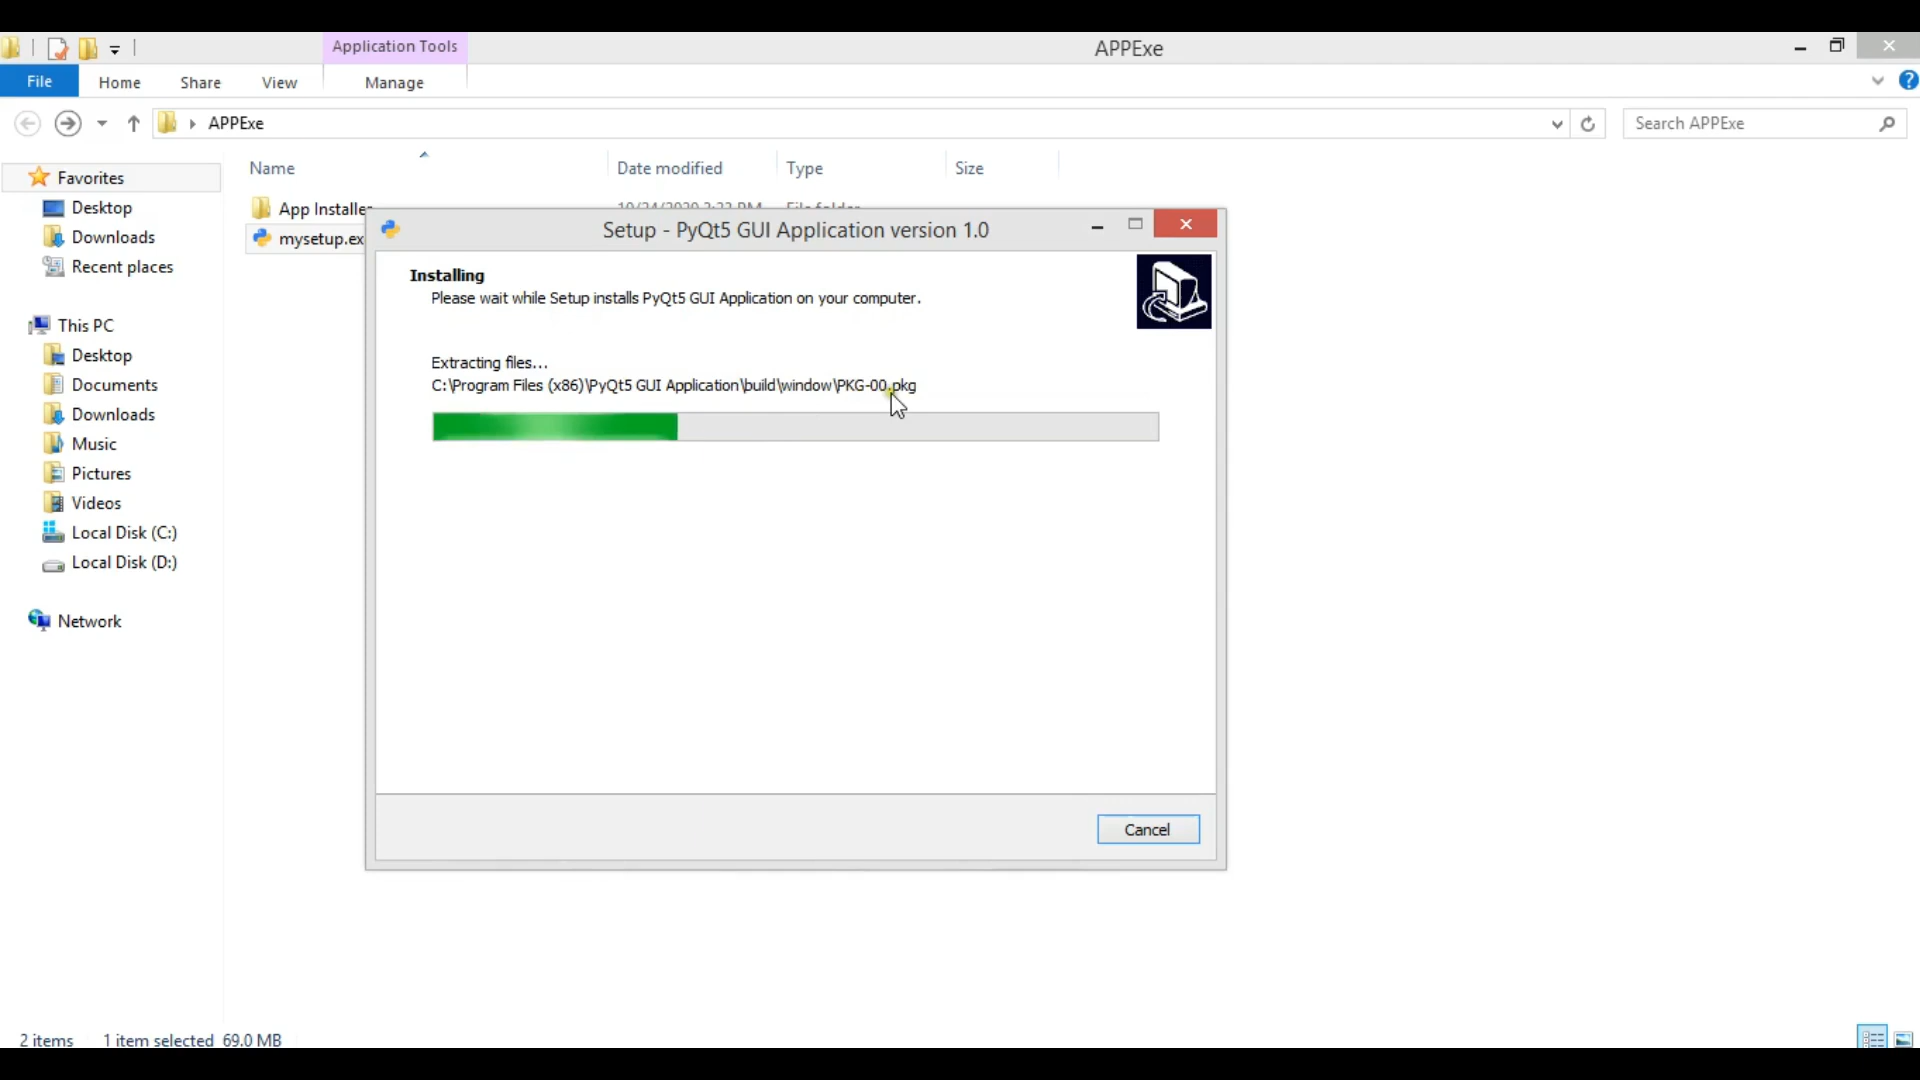 Application Tools
APPExe
File Home Share View Manage
APPExe
Search APPExe
Name Date modified Type Size
Favorites
Desktop
Downloads
Recent places
This PC
Desktop
Documents
Downloads
Music
Pictures
Videos
Local Disk (C:)
Local Disk (D:)
Network
App Installer
mysetup.ex
Setup - PyQt5 GUI Application version 1.0
Installing
Please wait while Setup installs PyQt5 GUI Application on your computer.
Extracting files...
C:\Program Files (x86)\PyQt5 GUI Application\build\window\PKG-00.pkg
Cancel
2 items 1 item selected 69.0 MB